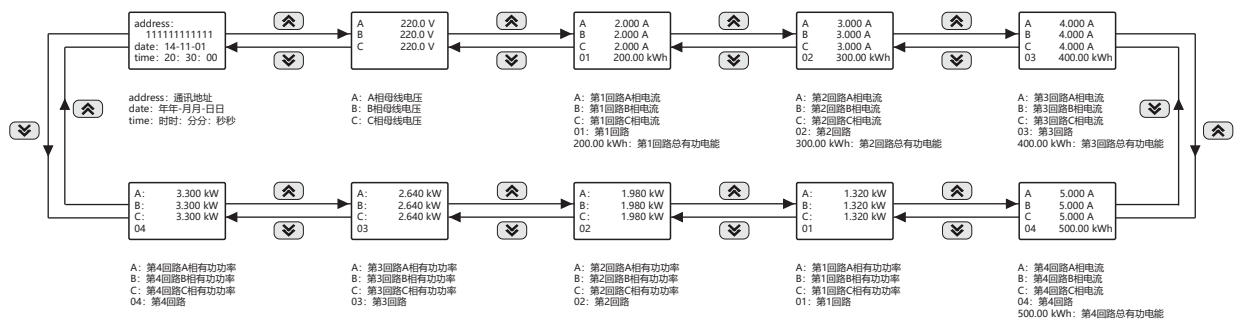 address:
111111111111
date: 14-11-01
time: 20: 30: 00
A 220.0 V
B 220.0 V
C 220.0 V
A 2.000 A
B 2.000 A
C 2.000 A
01 200.00 kWh
A 3.000 A
B 3.000 A
C 3.000 A
02 300.00 kWh
A 4.000 A
B 4.000 A
C 4.000 A
03 400.00 kWh
address: 通讯地址
date: 年年-月月-日日
time: 时时: 分分: 秒秒
A: A相母线电压
B: B相母线电压
C: C相母线电压
A: 第1回路A相电流
B: 第1回路B相电流
C: 第1回路C相电流
01: 第1回路
200.00 kWh: 第1回路总有功电能
A: 第2回路A相电流
B: 第2回路B相电流
C: 第2回路C相电流
02: 第2回路
300.00 kWh: 第2回路总有功电能
A: 第3回路A相电流
B: 第3回路B相电流
C: 第3回路C相电流
03: 第3回路
400.00 kWh: 第3回路总有功电能
A: 3.300 kW
B: 3.300 kW
C: 3.300 kW
04
A: 2.640 kW
B: 2.640 kW
C: 2.640 kW
03
A: 1.980 kW
B: 1.980 kW
C: 1.980 kW
02
A: 1.320 kW
B: 1.320 kW
C: 1.320 kW
01
A 5.000 A
B 5.000 A
C 5.000 A
04 500.00 kWh
A: 第4回路A相有功功率
B: 第4回路B相有功功率
C: 第4回路C相有功功率
04: 第4回路
A: 第3回路A相有功功率
B: 第3回路B相有功功率
C: 第3回路C相有功功率
03: 第3回路
A: 第2回路A相有功功率
B: 第2回路B相有功功率
C: 第2回路C相有功功率
02: 第2回路
A: 第1回路A相有功功率
B: 第1回路B相有功功率
C: 第1回路C相有功功率
01: 第1回路
A: 第4回路A相电流
B: 第4回路B相电流
C: 第4回路C相电流
04: 第4回路
500.00 kWh: 第4回路总有功电能